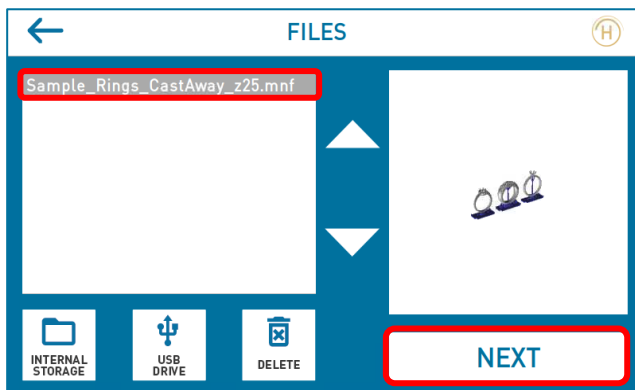 FILES
H
Sample_Rings_CastAway_z25.mnf
INTERNAL
STORAGE
USB
DRIVE
DELETE
NEXT